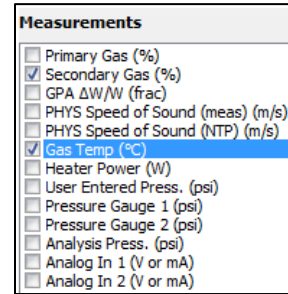 Measurements
Primary Gas (%)
Secondary Gas (%)
GPA ΔW/W (frac)
PHYS Speed of Sound (meas) (m/s)
PHYS Speed of Sound (NTP) (m/s)
Gas Temp (°C)
Heater Power (W)
User Entered Press. (psi)
Pressure Gauge 1 (psi)
Pressure Gauge 2 (psi)
Analysis Press. (psi)
Analog In 1 (V or mA)
Analog In 2 (V or mA)